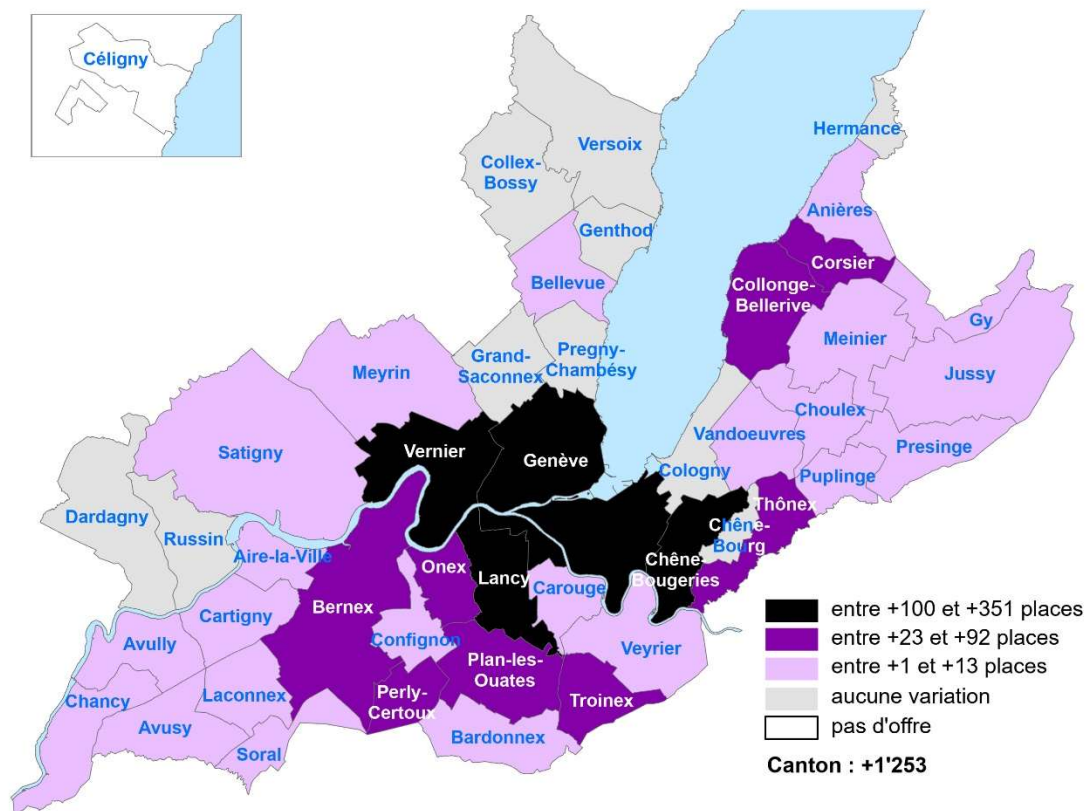 Céligny
Hermance
Versoix
Collex-
Bossy
Anières
Genthod
Corsier
Bellevue
Collonge-
Bellerive
Gy
Meinier
Grand-
Saconnex
Pregny-
Chambésy
Meyrin
Jussy
Choulex
Vandoeuvres
Vernier
Satigny
Genève
Presinge
Cologny
Puplinge
Thônex
Dardagny
Russin
Chêne-
Bourg
Aire-la-Ville
Onex
Lancy
Chêne-
Bougeries
Carouge
Bernex
Cartigny
Confignon
Avully
Veyrier
Plan-les-
Ouates
Perly-
Certoux
Troinex
Laconnex
Chancy
Avusy
Soral
Bardonnex
entre +100 et +351 places
entre +23 et +92 places
entre +1 et +13 places
aucune variation
pas d'offre
Canton : +1'253